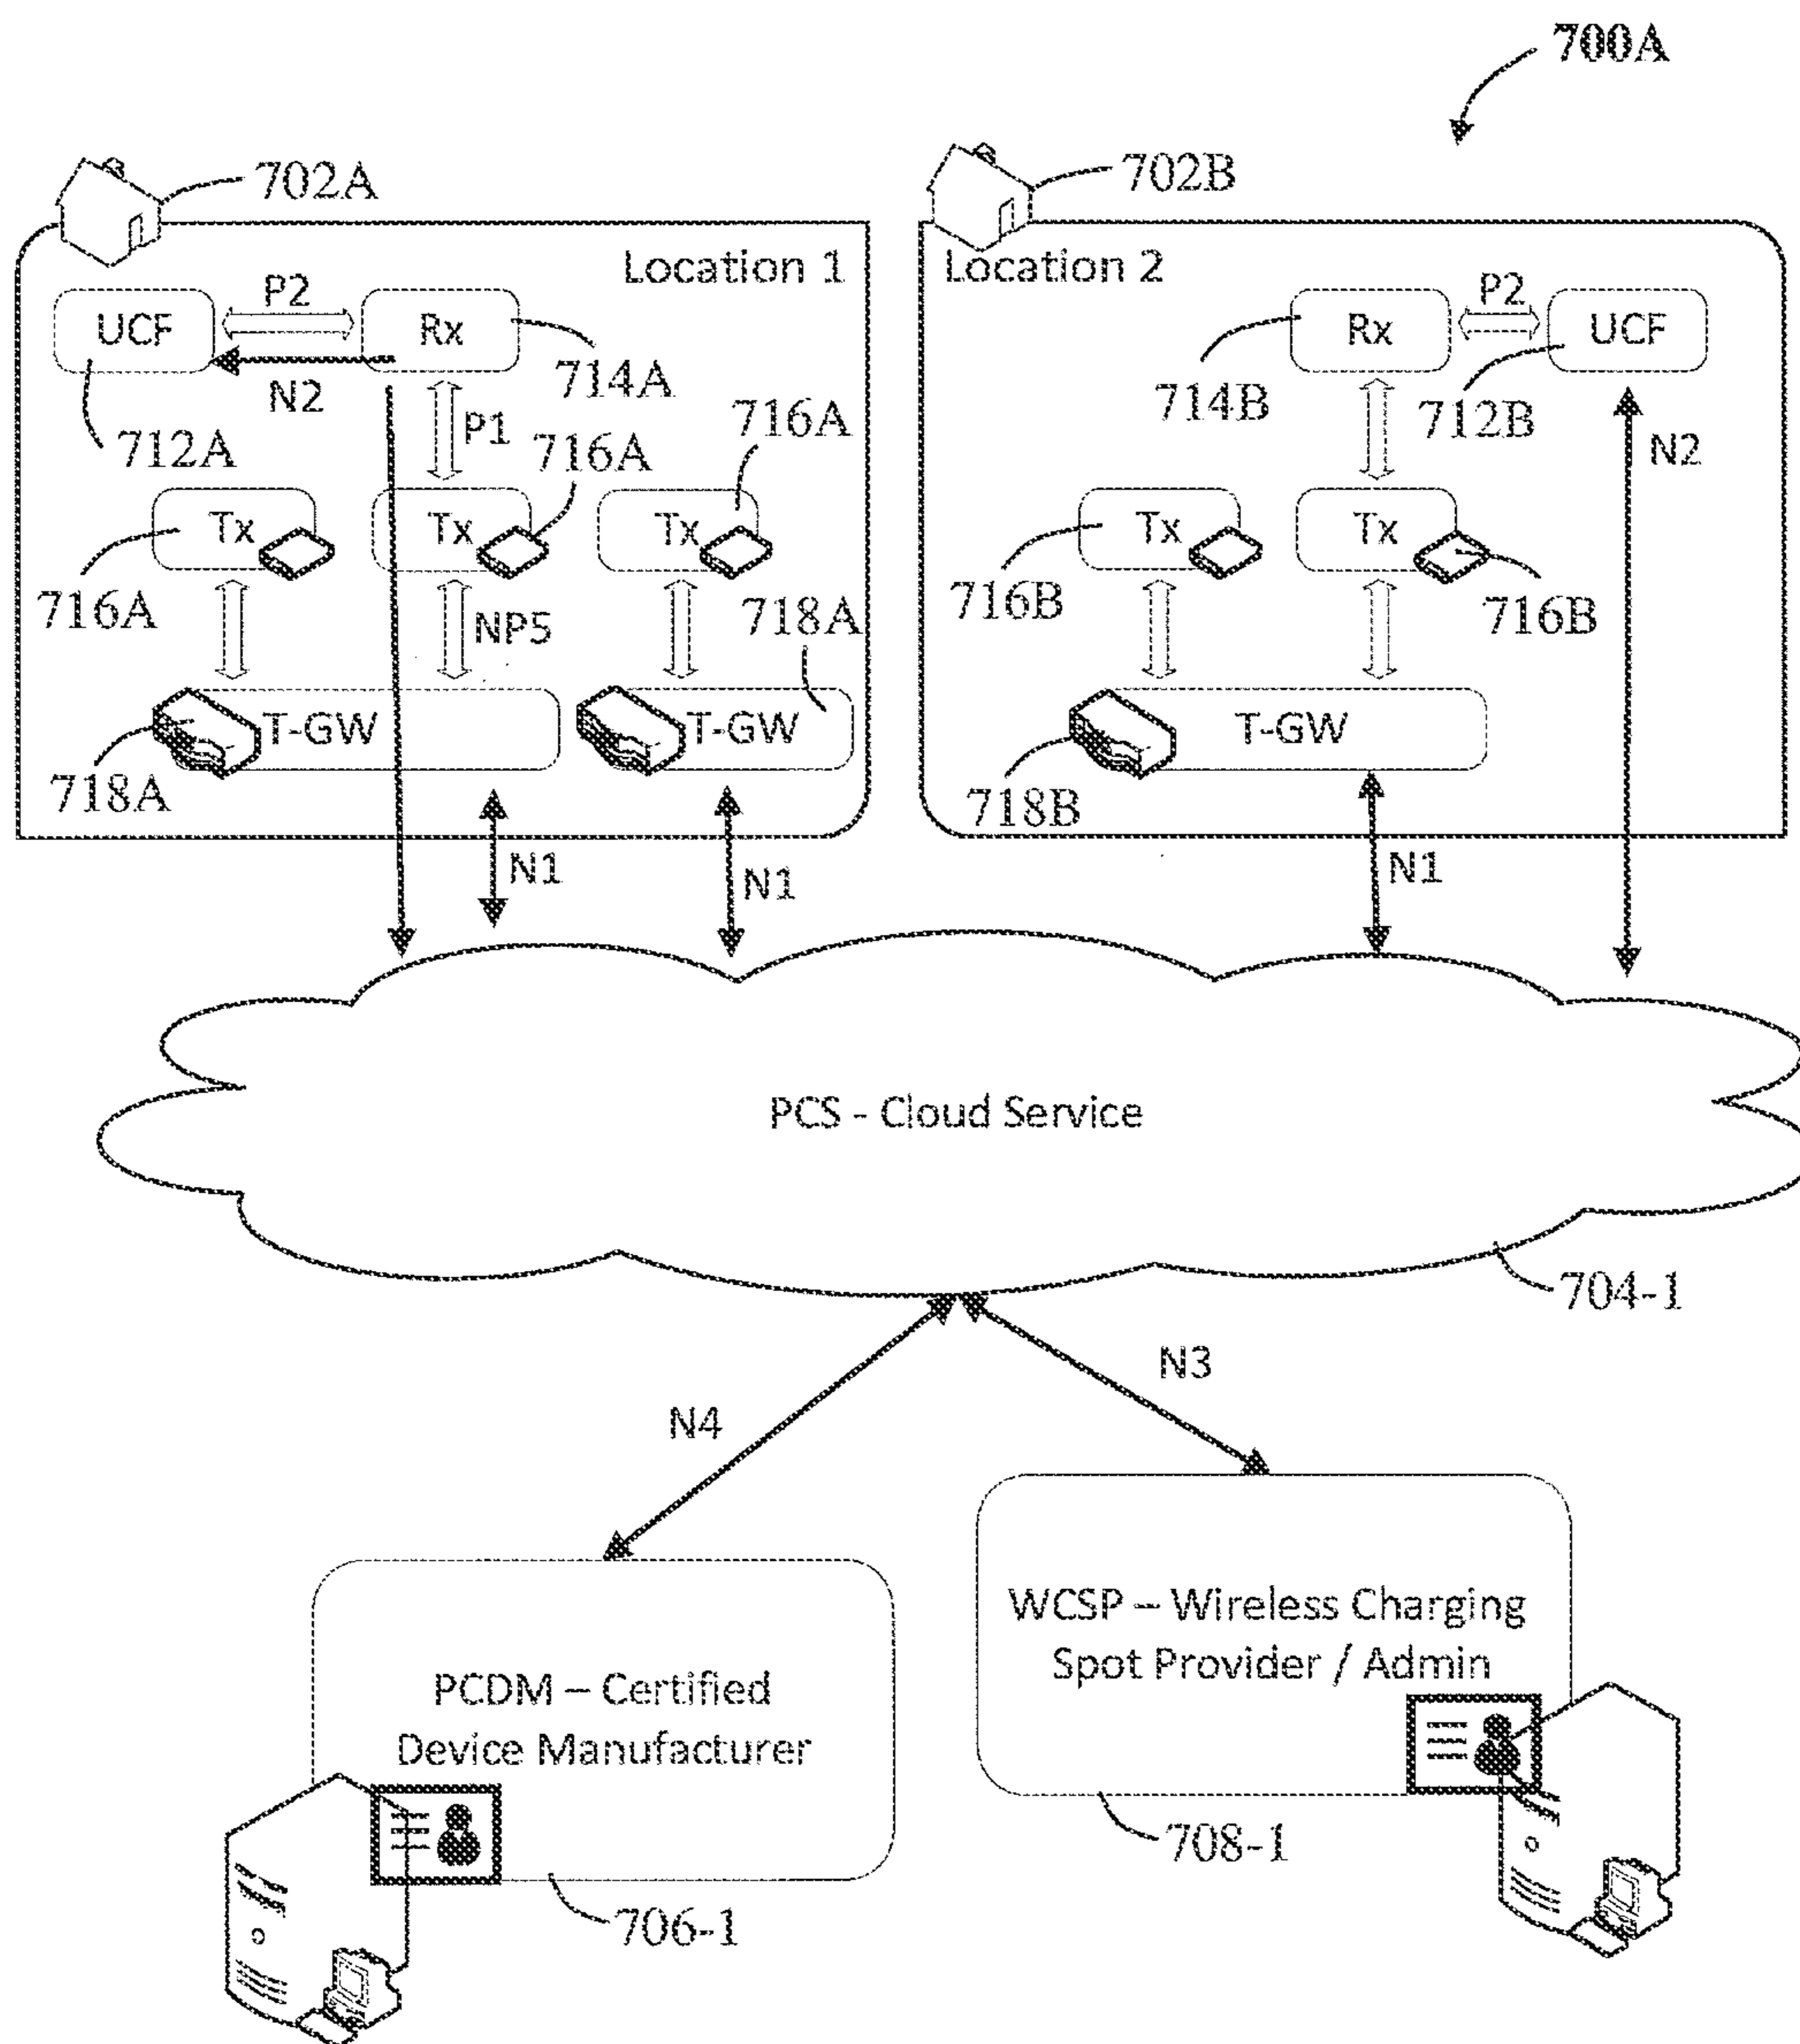 700A
702A
702B
Location 1
Location 2
UCF
P2
Rx
Rx
P2
UCF
N2
714A
714B
712B
712A
P1
716A
716A
N2
Tx
Tx
Tx
Tx
Tx
716A
NP5
718A
716B
716B
T-GW
T-GW
T-GW
718A
718B
N1
N1
N1
PCS - Cloud Service
704-1
N3
N4
WCSP – Wireless Charging
Spot Provider / Admin
PCDM – Certified
Device Manufacturer
708-1
706-1